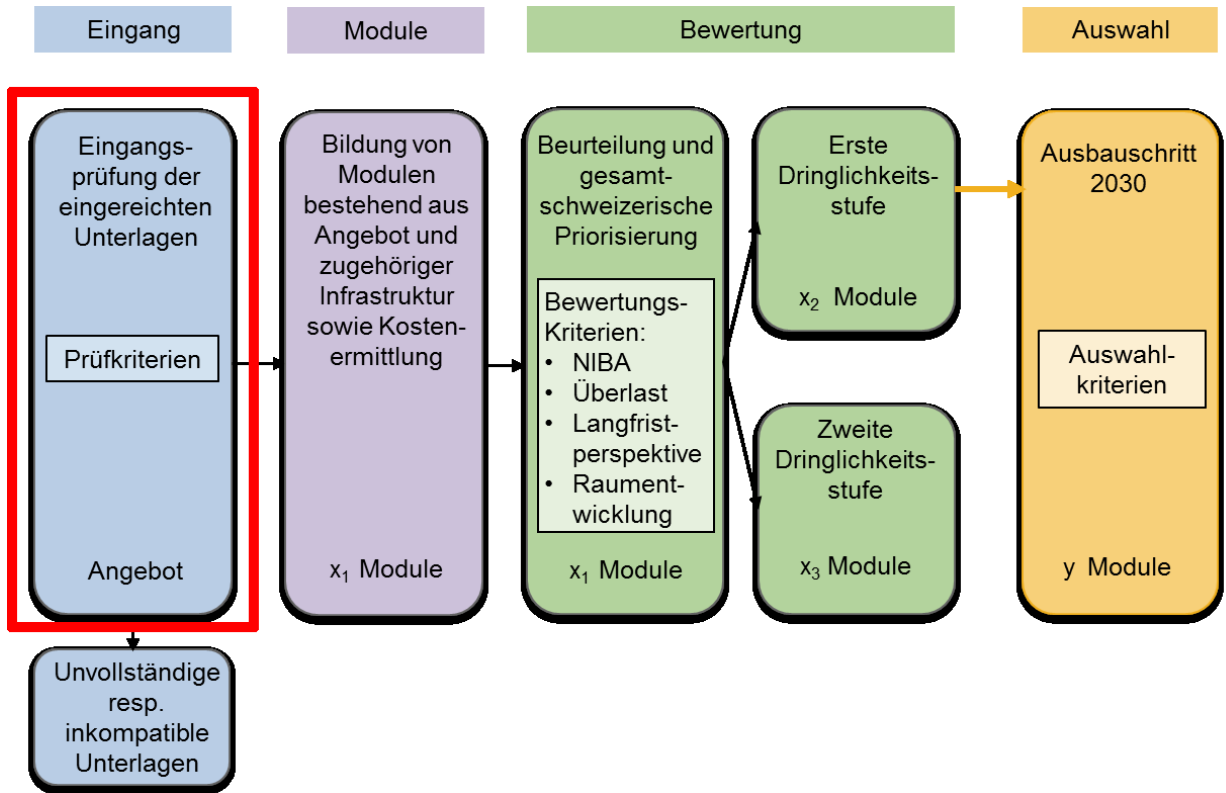 Eingang
Module
Bewertung
Auswahl
Eingangs-
prüfung der
eingereichten
Unterlagen
Prüfkriterien
Angebot
Unvollständige
resp.
inkompatible
Unterlagen
Bildung von
Modulen
bestehend aus
Angebot und
zugehöriger
Infrastruktur
sowie Kosten-
ermittlung
x₁ Module
Beurteilung und
gesamt-
schweizerische
Priorisierung
Bewertungs-
Kriterien:
• NIBA
• Überlast
• Langfrist-
perspektive
• Raument-
wicklung
x₁ Module
Erste
Dringlichkeits-
stufe
x₂ Module
Zweite
Dringlichkeits-
stufe
x₃ Module
Ausbauschritt
2030
Auswahl-
kriterien
y Module